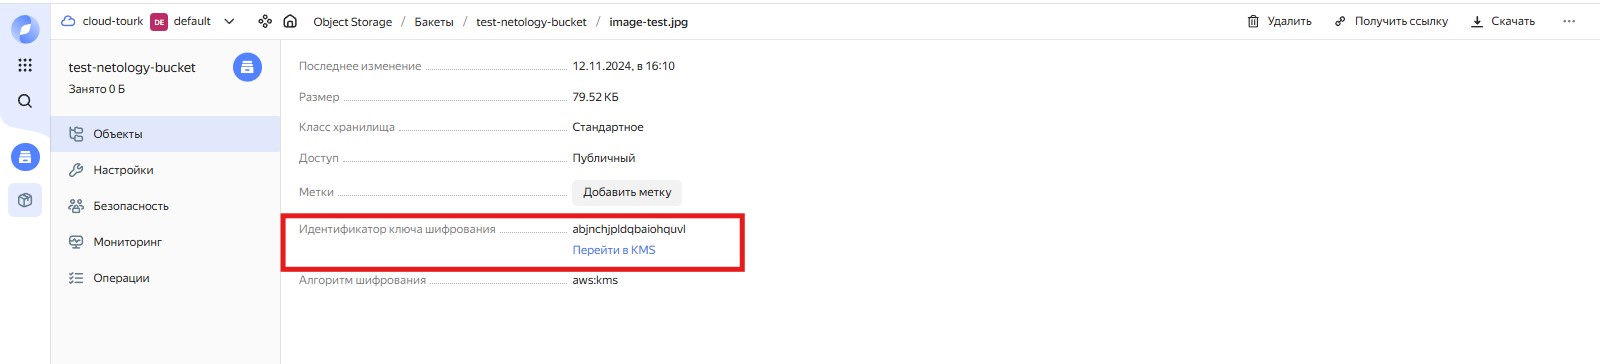 cloud-tourk DE default Object Storage / Бакеты / test-netology-bucket / image-test.jpg Удалить Получить ссылку Скачать
test-netology-bucket
Занято 0 Б
Объекты
Настройки
Безопасность
Мониторинг
Операции
Последнее изменение 12.11.2024, в 16:10
Размер 79.52 КБ
Класс хранилища Стандартное
Доступ Публичный
Метки Добавить метку
Идентификатор ключа шифрования abjnchjpldqbaiohquvl
Перейти в KMS
Алгоритм шифрования aws:kms